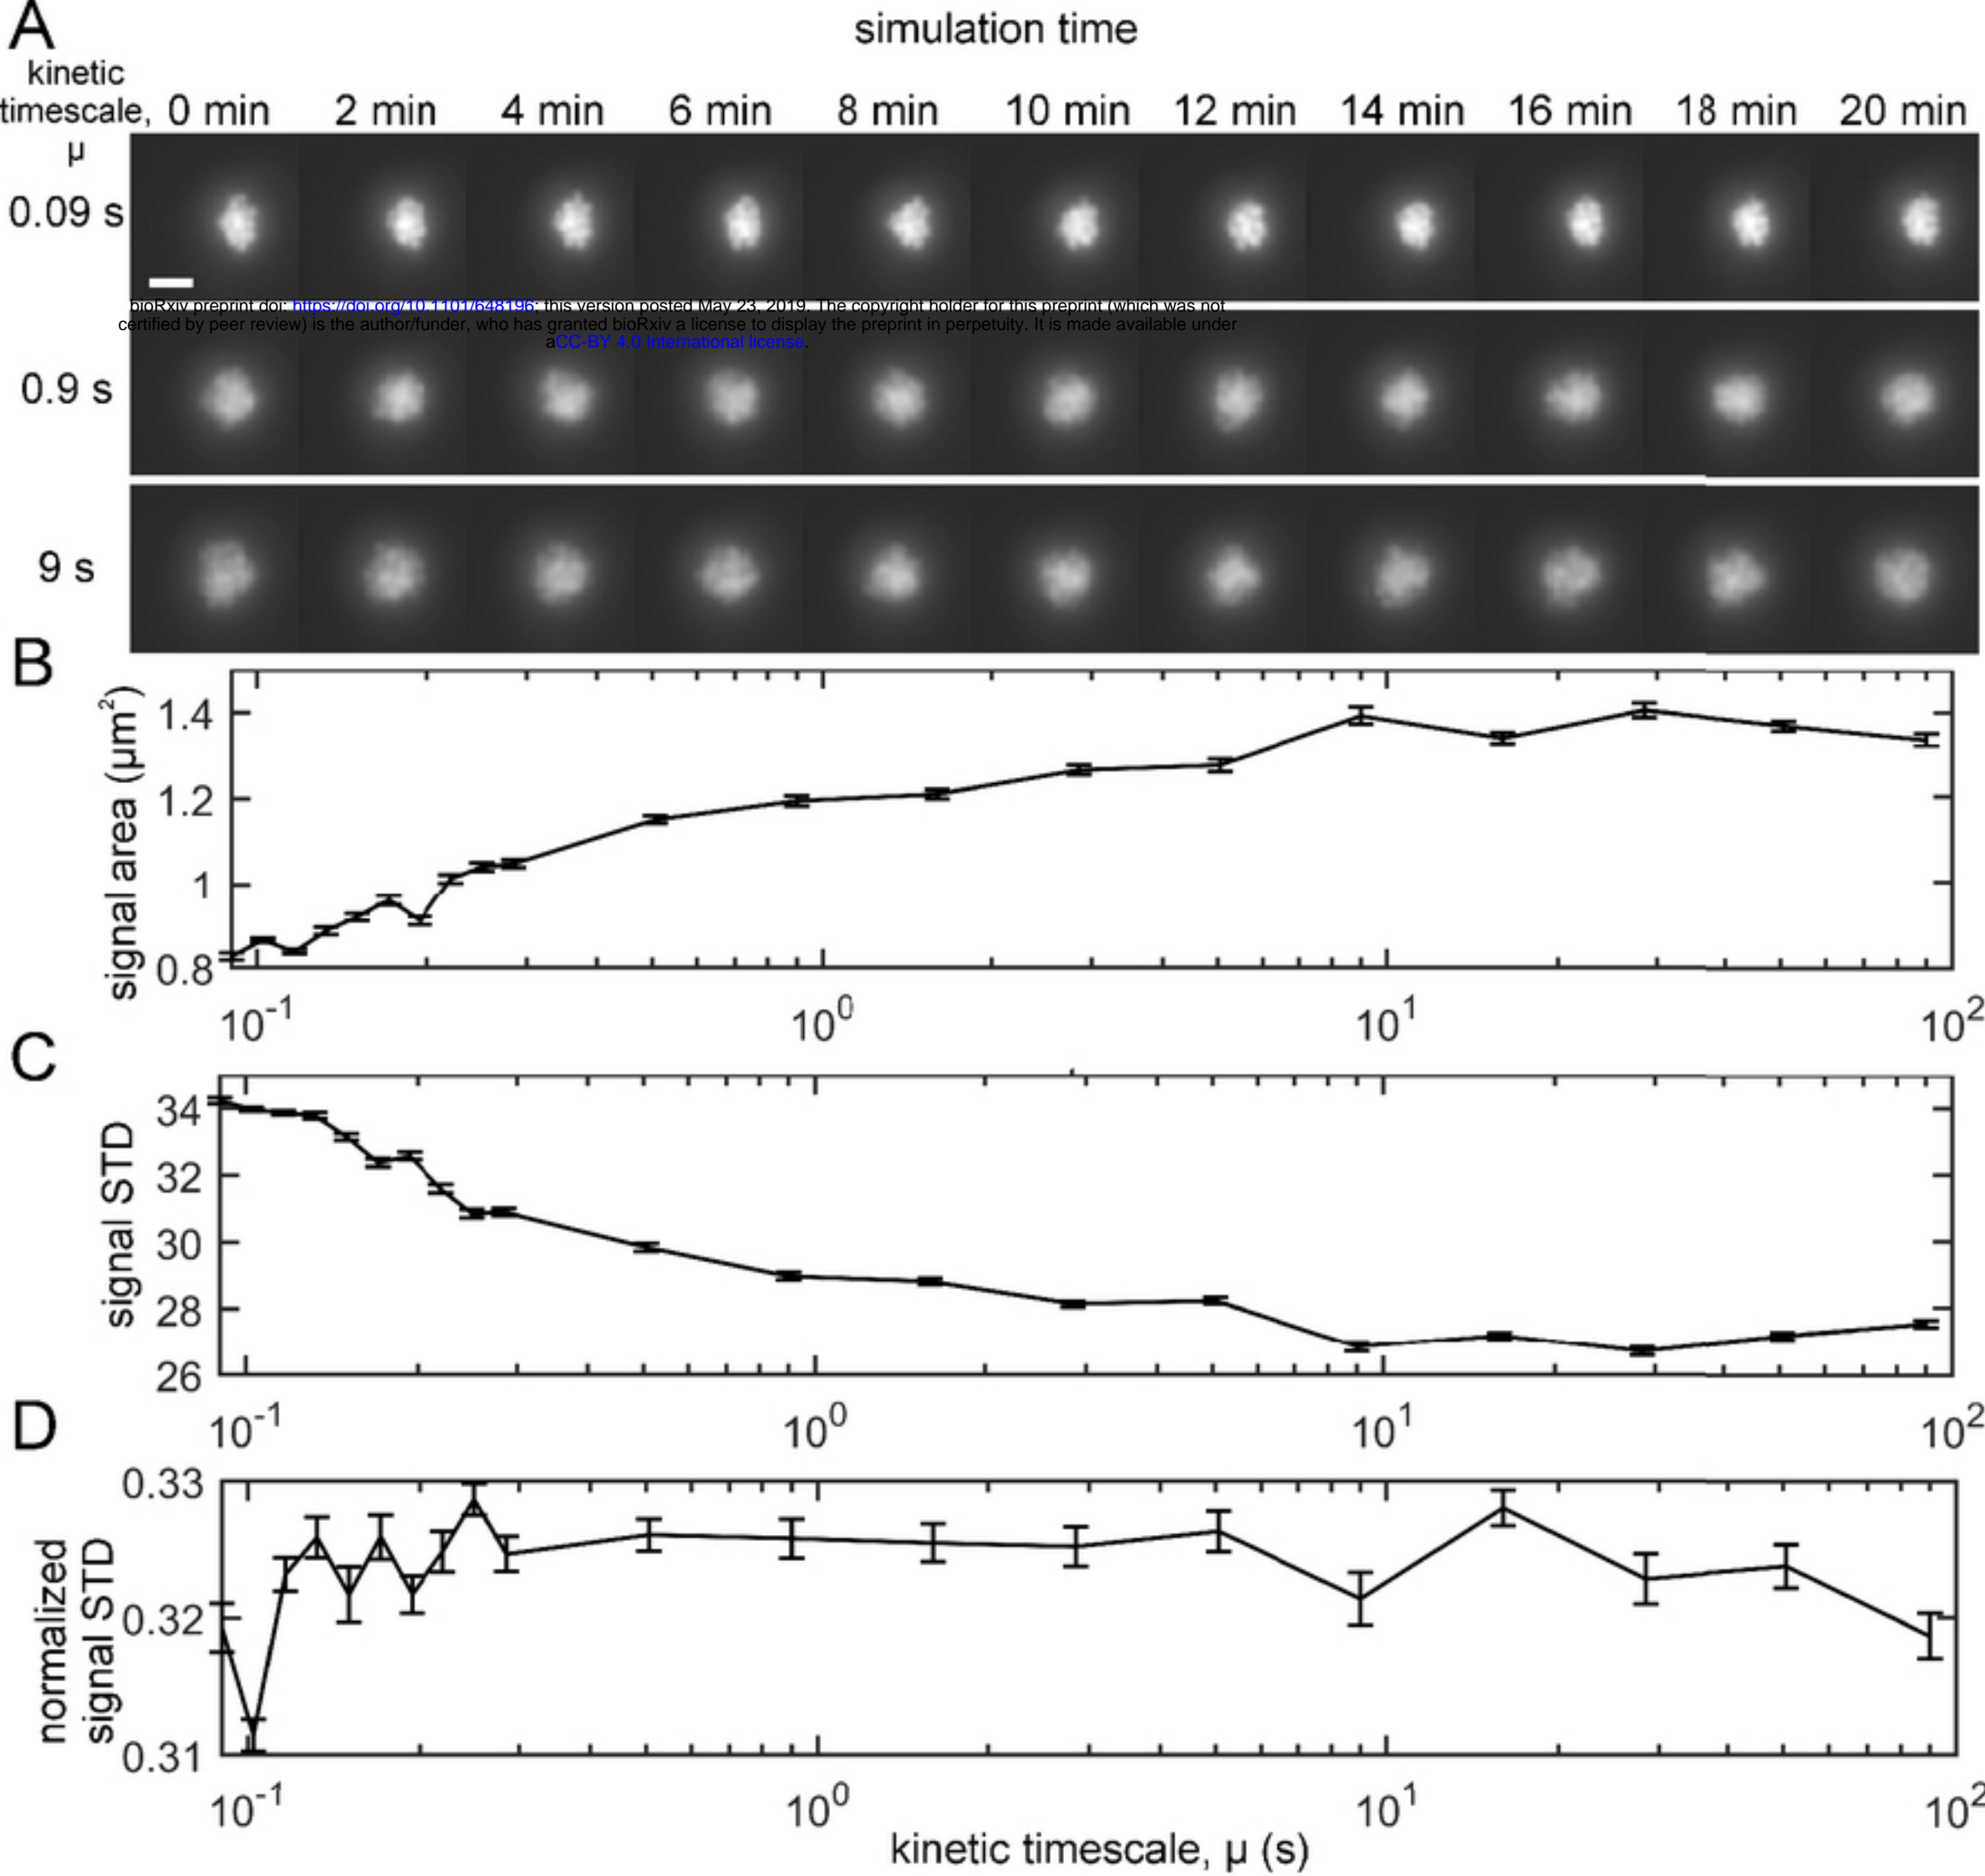 A
simulation time
kinetic
timescale, 0 min 2 min 4 min 6 min 8 min 10 min 12 min 14 min 16 min 18 min 20 min
μ
0.09 s
bioRxiv preprint doi: https://doi.org/10.1101/648196; this version posted May 23, 2019. The copyright holder for this preprint (which was not
certified by peer review) is the author/funder, who has granted bioRxiv a license to display the preprint in perpetuity. It is made available under
aCC-BY 4.0 International license.
0.9 s
9 s
B
signal area (μm²)
1.4
1.2
1
0.8
10⁻¹ 10⁰ 10¹ 10²
C
signal STD
34
32
30
28
26
10⁻¹ 10⁰ 10¹ 10²
D
normalized
signal STD
0.33
0.32
0.31
10⁻¹ 10⁰ 10¹ 10²
kinetic timescale, μ (s)